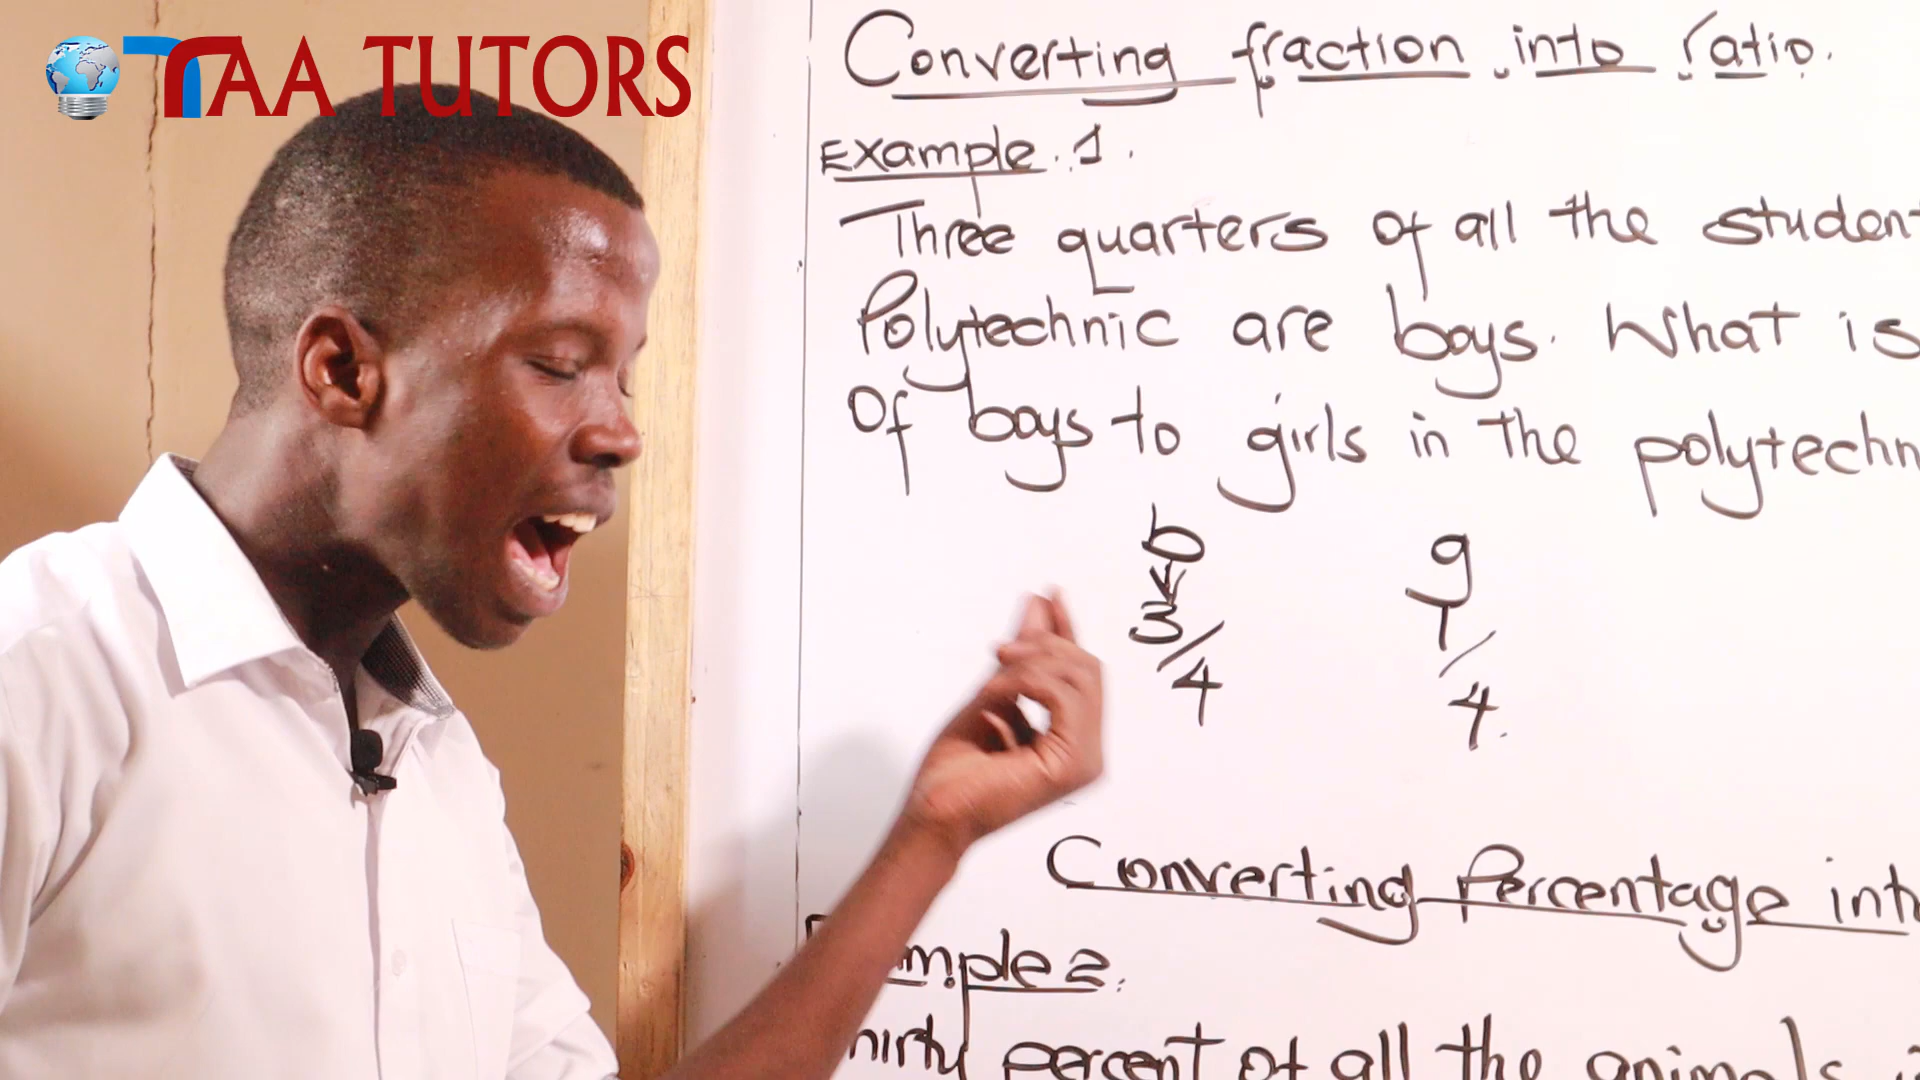 TAA TUTORS
Converting fraction into ratio.
Example. 1.
Three quarters of all the student
Polytechnic are boys. What is
Of boys to girls in the polytechn
b g
3/4 1/4.
Converting Percentage int
mple 2.
hirty percent of all the animals i